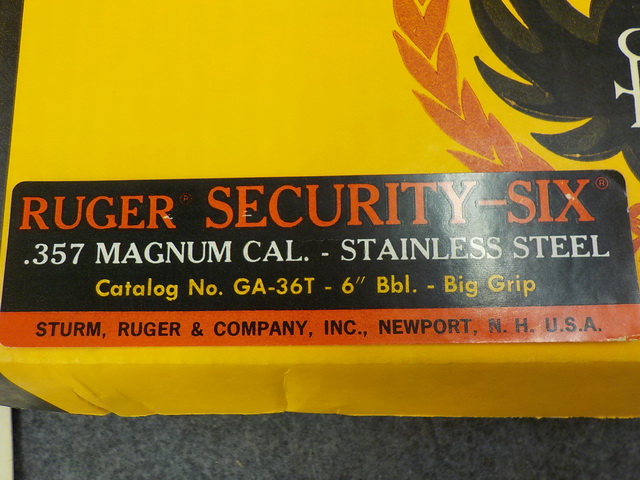 RUGER® SECURITY-SIX®
.357 MAGNUM CAL. - STAINLESS STEEL
Catalog No. GA-36T - 6" Bbl. - Big Grip
STURM, RUGER & COMPANY, INC., NEWPORT, N. H. U.S.A.